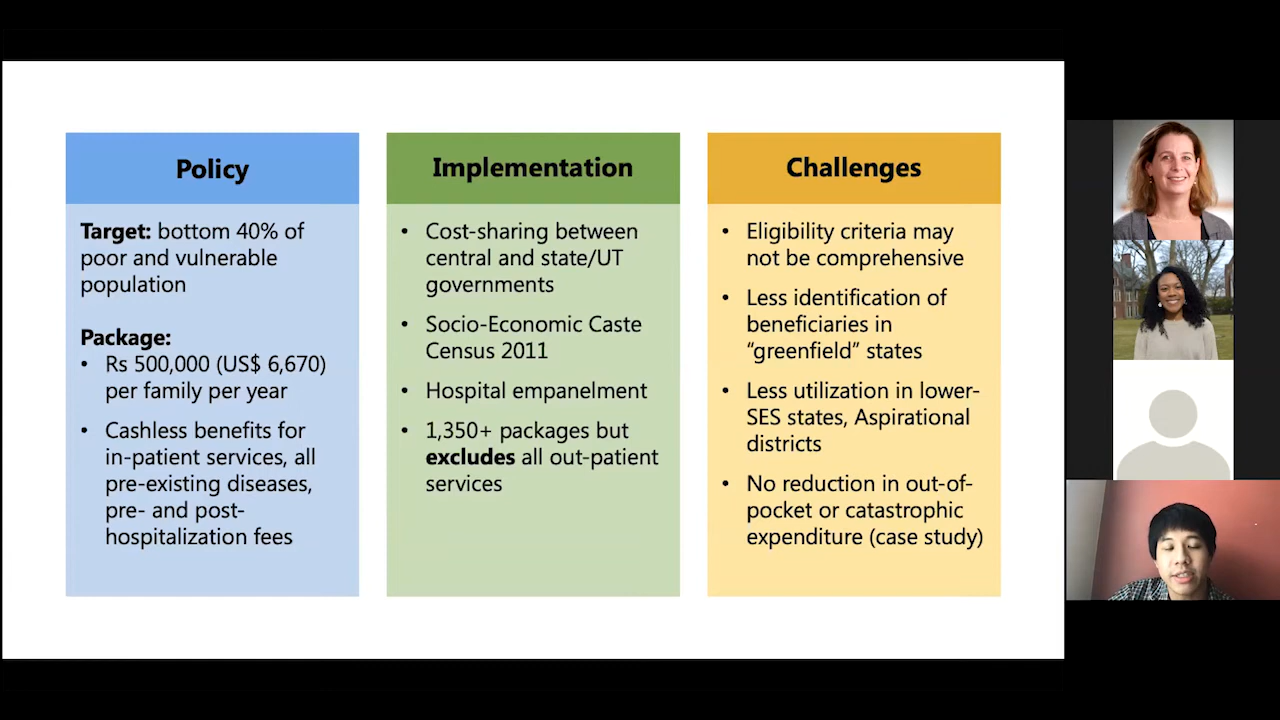 Policy
Target: bottom 40% of
poor and vulnerable
population
Package:
• Rs 500,000 (US$ 6,670)
per family per year
• Cashless benefits for
in-patient services, all
pre-existing diseases,
pre- and post-
hospitalization fees
Implementation
• Cost-sharing between
central and state/UT
governments
• Socio-Economic Caste
Census 2011
• Hospital empanelment
• 1,350+ packages but
excludes all out-patient
services
Challenges
• Eligibility criteria may
not be comprehensive
• Less identification of
beneficiaries in
“greenfield” states
• Less utilization in lower-
SES states, Aspirational
districts
• No reduction in out-of-
pocket or catastrophic
expenditure (case study)